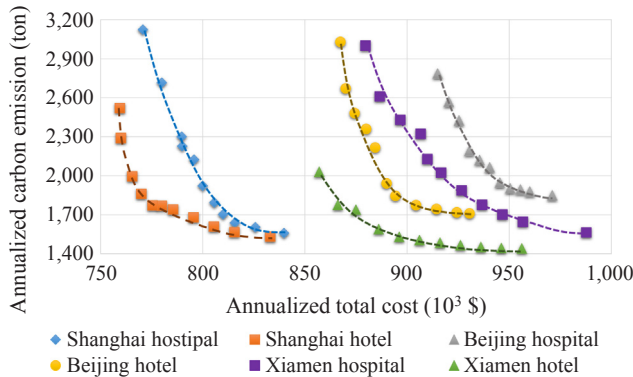 Annualized carbon emission (ton)
3,200
2,900
2,600
2,300
2,000
1,700
1,400
750 800 850 900 950 1,000
Annualized total cost (10³ $)
Shanghai hostipal Shanghai hotel Beijing hospital
Beijing hotel Xiamen hospital Xiamen hotel